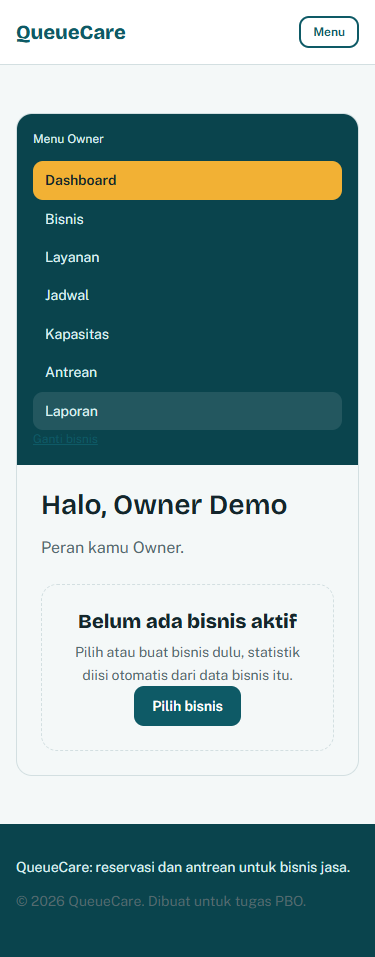 QueueCare
Menu
Menu Owner
Dashboard
Bisnis
Layanan
Jadwal
Kapasitas
Antrean
Laporan
Ganti bisnis
Halo, Owner Demo
Peran kamu Owner.
Belum ada bisnis aktif
Pilih atau buat bisnis dulu, statistik
diisi otomatis dari data bisnis itu.
Pilih bisnis
QueueCare: reservasi dan antrean untuk bisnis jasa.
© 2026 QueueCare. Dibuat untuk tugas PBO.